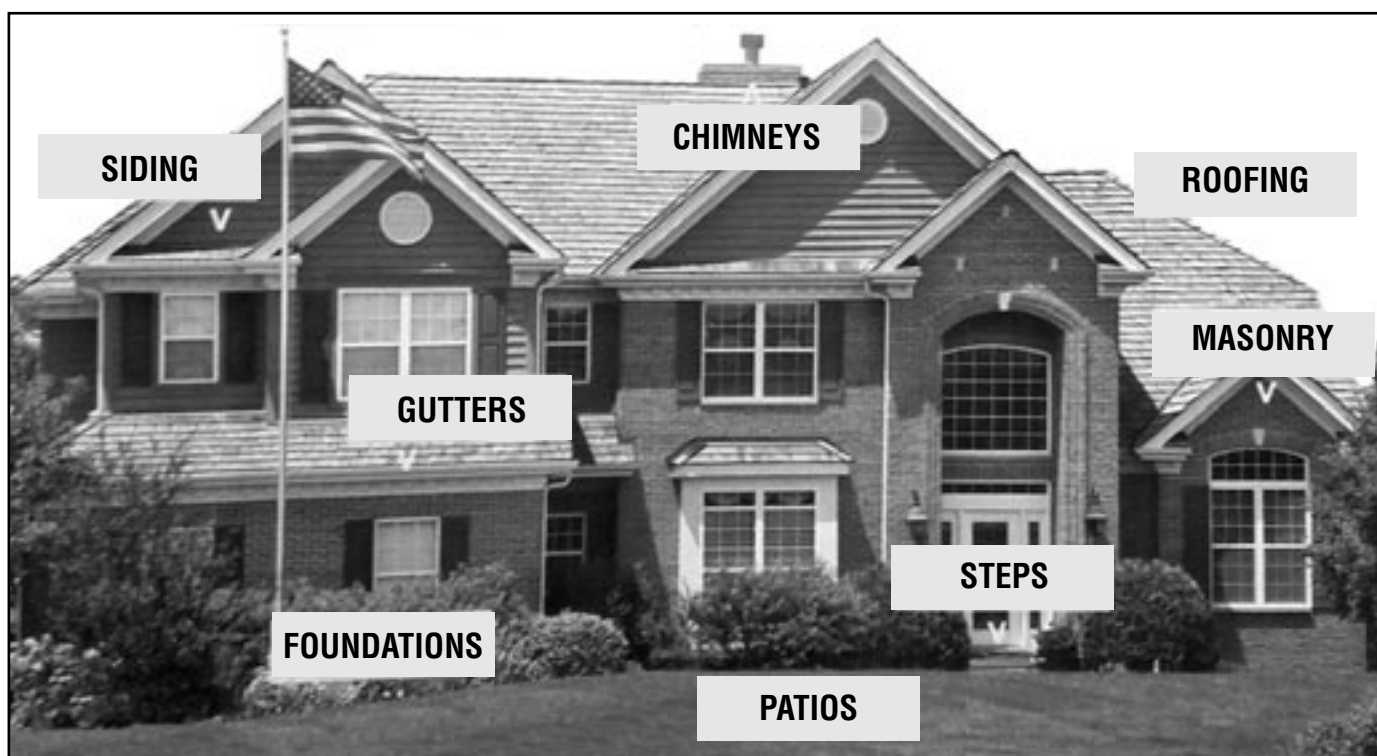 CHIMNEYS
SIDING
ROOFING
MASONRY
GUTTERS
STEPS
FOUNDATIONS
PATIOS